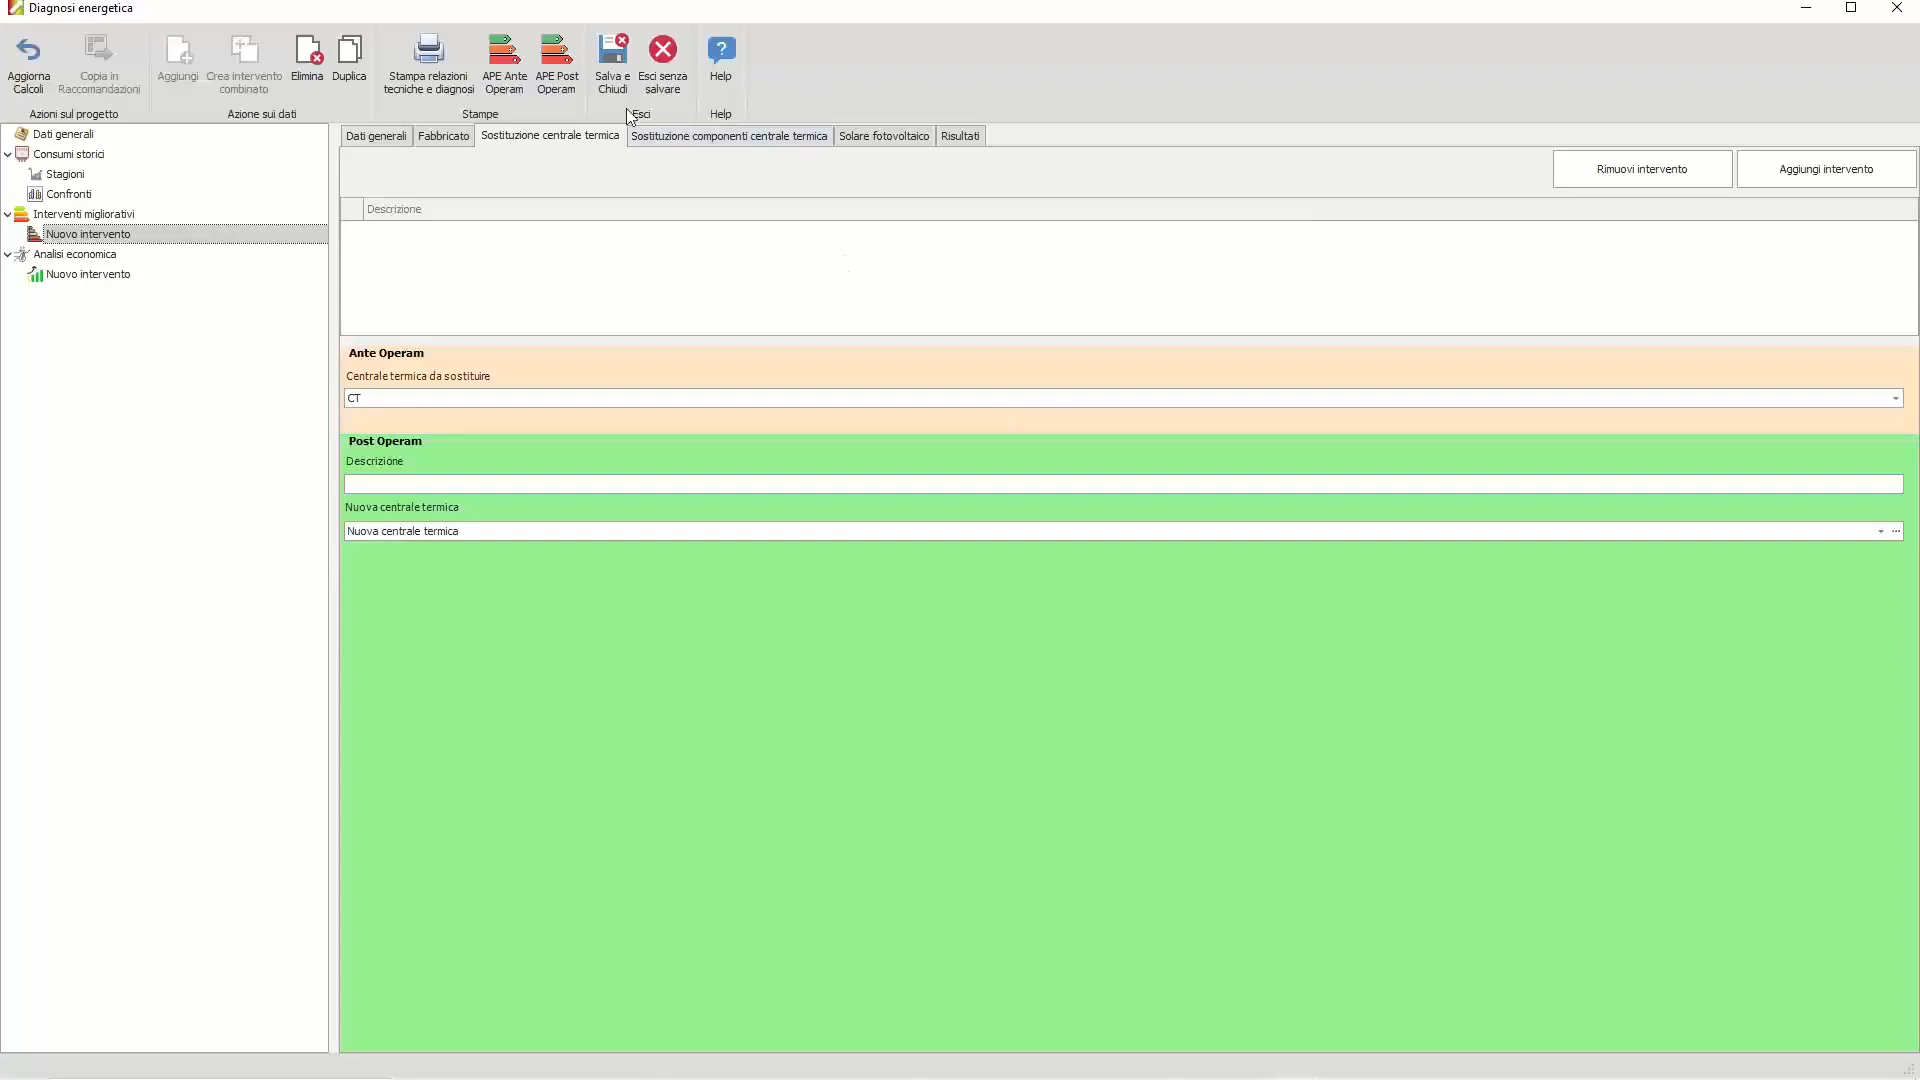 Diagnosi energetica
Aggiorna Calcoli
Copia in Raccomandazioni
Aggiungi
Crea intervento combinato
Elimina
Duplica
Stampa relazioni tecniche e diagnosi
APE Ante Operam
APE Post Operam
Salva e Chiudi
Esci senza salvare
Help
Azioni sul progetto
Azione sui dati
Stampe
Esci
Help
Dati generali
Consumi storici
Stagioni
Confronti
Interventi migliorativi
Nuovo intervento
Analisi economica
Nuovo intervento
Dati generali
Fabbricato
Sostituzione centrale termica
Sostituzione componenti centrale termica
Solare fotovoltaico
Risultati
Rimuovi intervento
Aggiungi intervento
Descrizione
Ante Operam
Centrale termica da sostituire
CT
Post Operam
Descrizione
Nuova centrale termica
Nuova centrale termica